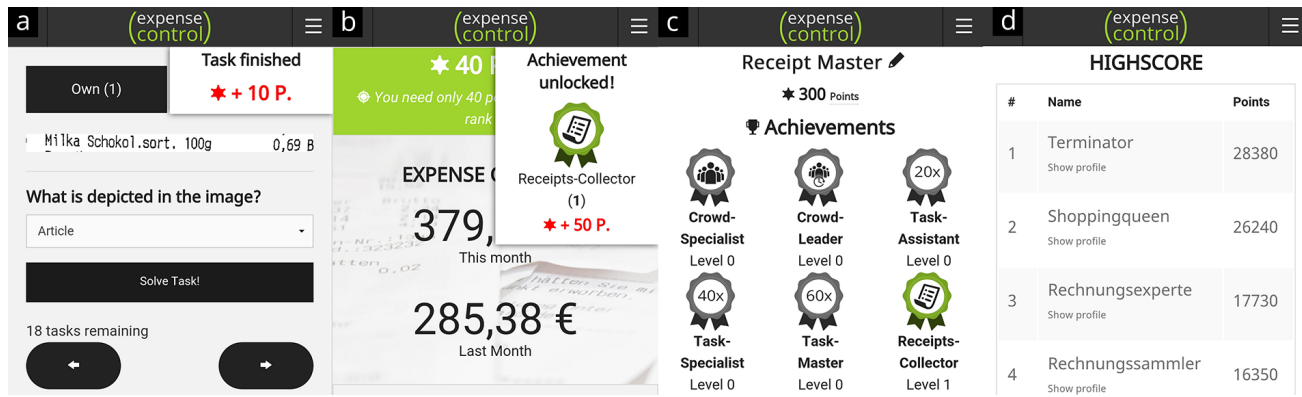 a
(expense
control)
Task finished
+ 10 P.
Own (1)
Milka Schokol.sort. 100g 0,69 B
What is depicted in the image?
Article
Solve Task!
18 tasks remaining
b
(expense
control)
40 P
You need only 40 p
rank
Achievement
unlocked!
Receipts-Collector
(1)
+ 50 P.
EXPENSE
379,
This month
285,38 €
Last Month
c
(expense
control)
Receipt Master
300 Points
Achievements
20x
Crowd-
Specialist
Level 0
Crowd-
Leader
Level 0
Task-
Assistant
Level 0
40x
60x
Task-
Specialist
Level 0
Task-
Master
Level 0
Receipts-
Collector
Level 1
d
(expense
control)
HIGHSCORE
# Name Points
1 Terminator 28380
Show profile
2 Shoppingqueen 26240
Show profile
3 Rechnungsexperte 17730
Show profile
4 Rechnungssammler 16350
Show profile